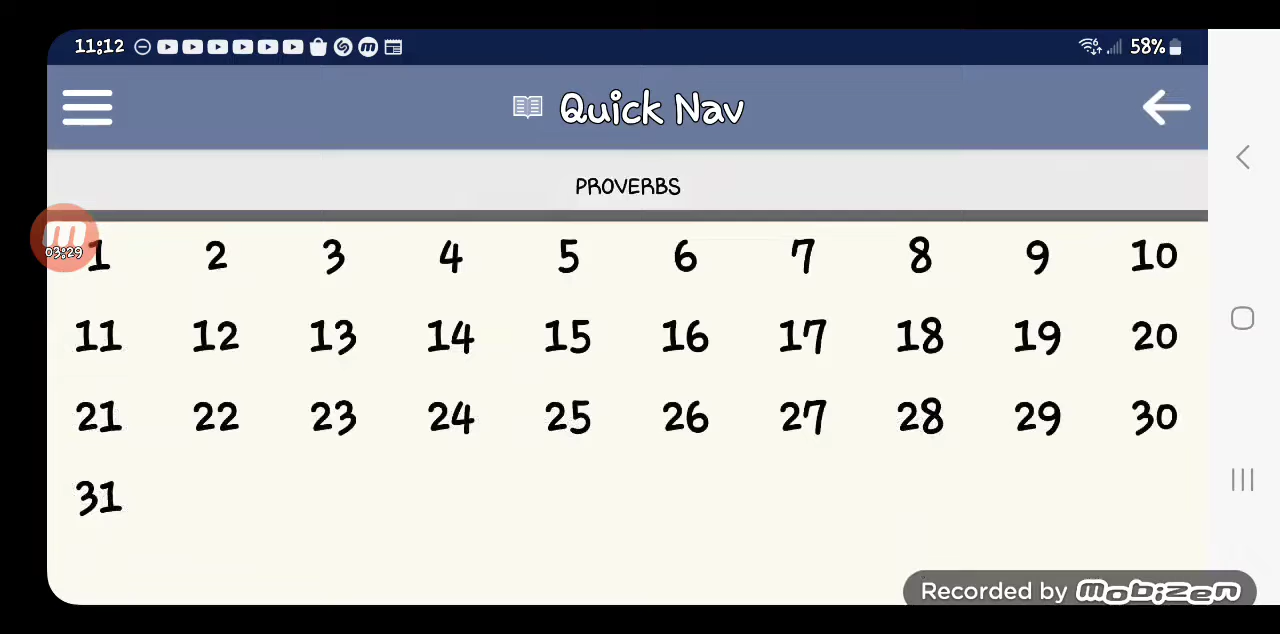 11:12 58%
Quick Nav
PROVERBS
03:29
1 2 3 4 5 6 7 8 9 10
11 12 13 14 15 16 17 18 19 20
21 22 23 24 25 26 27 28 29 30
31
Recorded by Mobizen